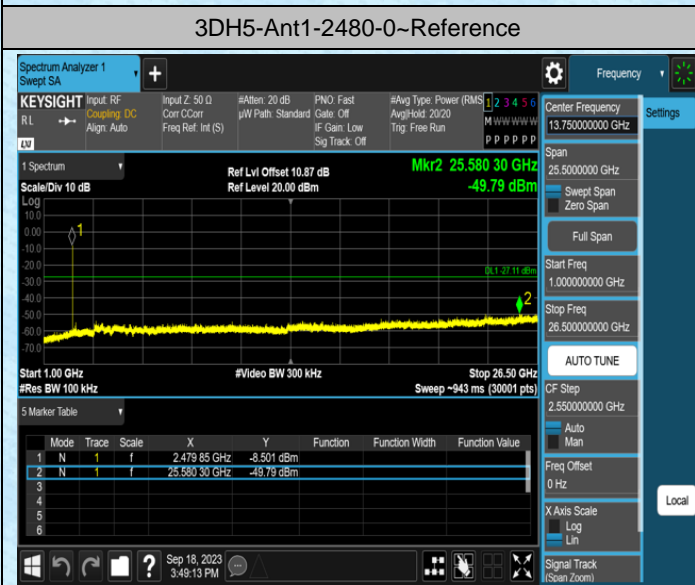 3DH5-Ant1-2480-0~Reference
Spectrum Analyzer 1
Swept SA
Frequency
KEYSIGHT
RL
LXI
Input: RF
Coupling: DC
Align: Auto
Input Z: 50 Ω
Corr CCorr
Freq Ref: Int (S)
#Atten: 20 dB
µW Path: Standard
PNO: Fast
Gate: Off
IF Gain: Low
Sig Track: Off
#Avg Type: Power (RMS
Avg|Hold: 20/20
Trig: Free Run
1 2 3 4 5 6
M W W W W W
P P P P P P
1 Spectrum
Scale/Div 10 dB
Ref Lvl Offset 10.87 dB
Ref Level 20.00 dBm
Mkr2 25.580 30 GHz
-49.79 dBm
Log
10.0
0.00
-10.0
-20.0
-30.0
-40.0
-50.0
-60.0
-70.0
1
DL1 -27.11 dBm
2
Start 1.00 GHz
#Video BW 300 kHz
Stop 26.50 GHz
#Res BW 100 kHz
Sweep ~943 ms (30001 pts)
5 Marker Table
Mode Trace Scale X Y Function Function Width Function Value
1 N 1 f 2.479 85 GHz -8.501 dBm
2 N 1 f 25.580 30 GHz -49.79 dBm
3
4
5
6
Sep 18, 2023
3:49:13 PM
Center Frequency
13.750000000 GHz
Span
25.5000000 GHz
Swept Span
Zero Span
Full Span
Start Freq
1.000000000 GHz
Stop Freq
26.500000000 GHz
AUTO TUNE
CF Step
2.550000000 GHz
Auto
Man
Freq Offset
0 Hz
X Axis Scale
Log
Lin
Signal Track
(Span Zoom)
Settings
Local